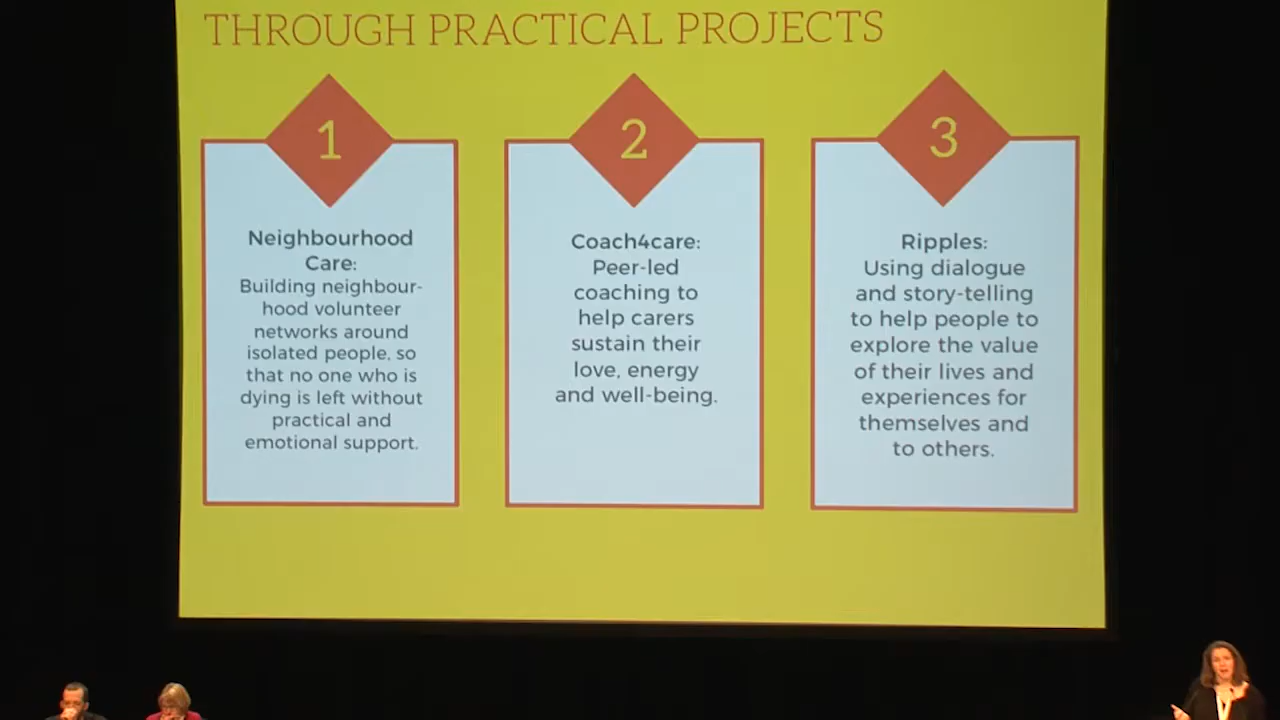 THROUGH PRACTICAL PROJECTS
1
Neighbourhood
Care:
Building neighbour-
hood volunteer
networks around
isolated people, so
that no one who is
dying is left without
practical and
emotional support.
2
Coach4care:
Peer-led
coaching to
help carers
sustain their
love, energy
and well-being.
3
Ripples:
Using dialogue
and story-telling
to help people to
explore the value
of their lives and
experiences for
themselves and
to others.